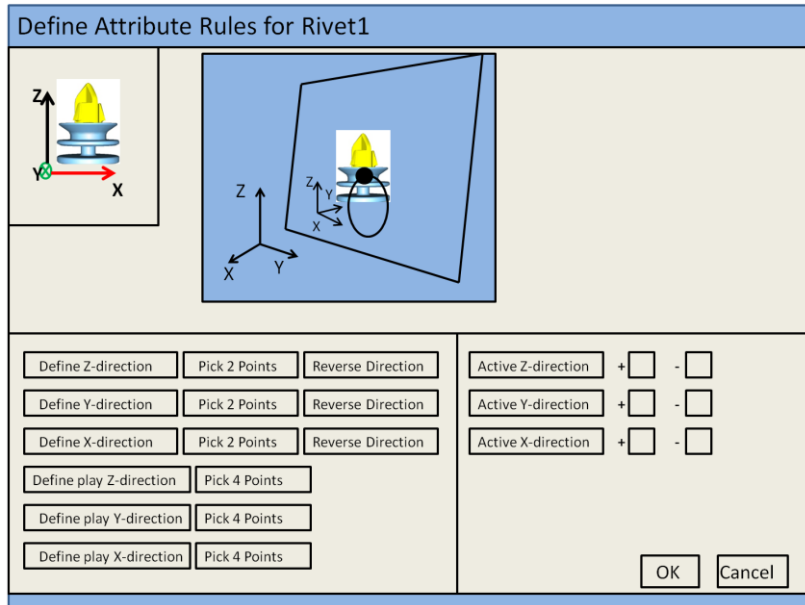 Define Attribute Rules for Rivet1
Z
Y
X
Z
X
Y
Z
Y
X
Define Z-direction Pick 2 Points Reverse Direction
Define Y-direction Pick 2 Points Reverse Direction
Define X-direction Pick 2 Points Reverse Direction
Define play Z-direction Pick 4 Points
Define play Y-direction Pick 4 Points
Define play X-direction Pick 4 Points
Active Z-direction + -
Active Y-direction + -
Active X-direction + -
OK Cancel